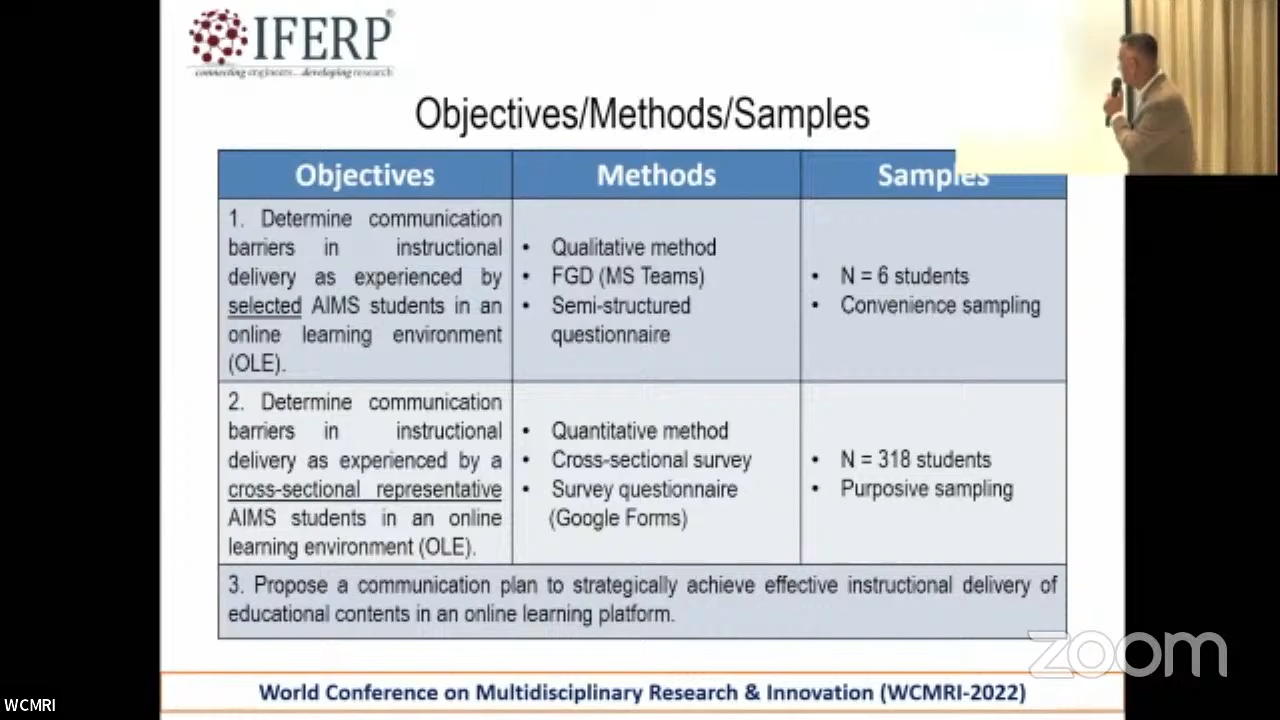 IFERP®
connecting engineers... developing research
Objectives/Methods/Samples
Objectives
Methods
Samples
1. Determine communication
barriers in instructional
delivery as experienced by
selected AIMS students in an
online learning environment
(OLE).
• Qualitative method
• FGD (MS Teams)
• Semi-structured
questionnaire
• N = 6 students
• Convenience sampling
2. Determine communication
barriers in instructional
delivery as experienced by a
cross-sectional representative
AIMS students in an online
learning environment (OLE).
• Quantitative method
• Cross-sectional survey
• Survey questionnaire
(Google Forms)
• N = 318 students
• Purposive sampling
3. Propose a communication plan to strategically achieve effective instructional delivery of
educational contents in an online learning platform.
zoom
World Conference on Multidisciplinary Research & Innovation (WCMRI-2022)
WCMRI